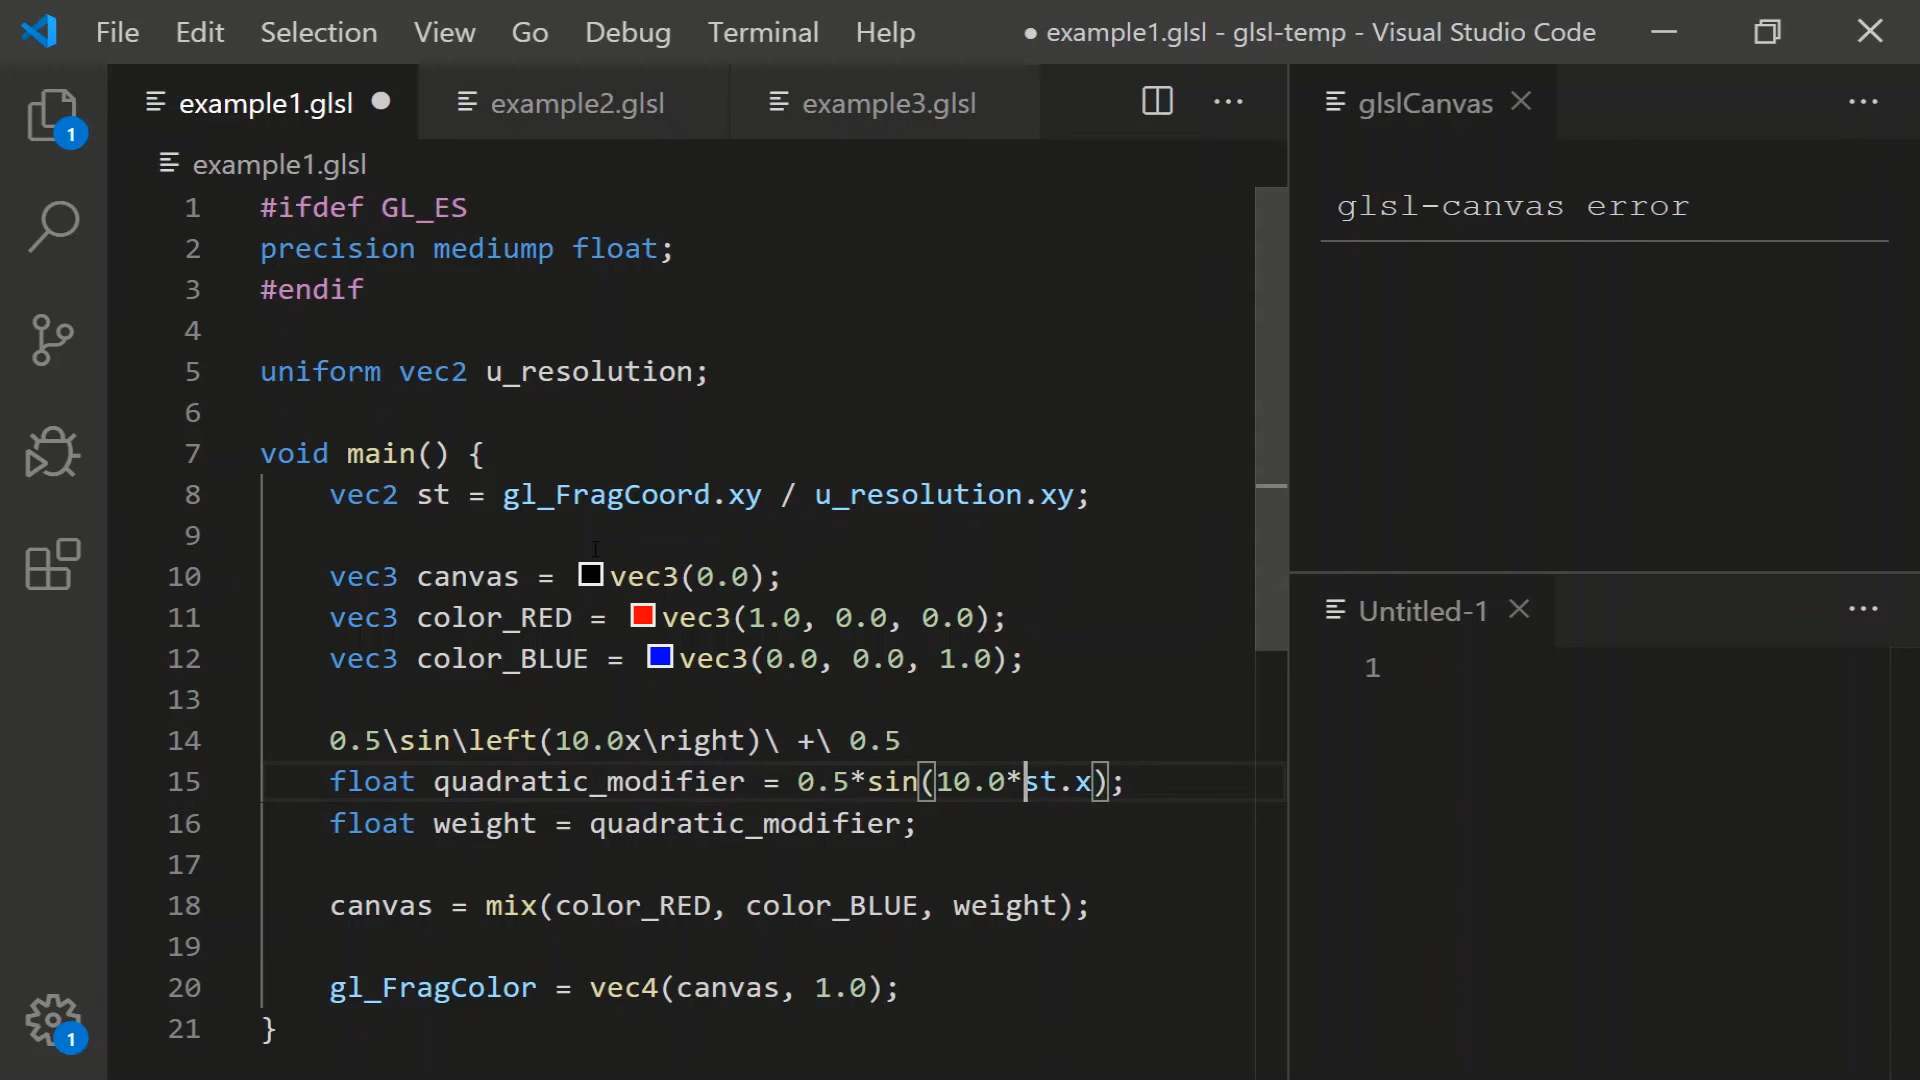 File Edit Selection View Go Debug Terminal Help ● example1.glsl - glsl-temp - Visual Studio Code
example1.glsl example2.glsl example3.glsl
example1.glsl
1 #ifdef GL_ES
2 precision mediump float;
3 #endif
4
5 uniform vec2 u_resolution;
6
7 void main() {
8 vec2 st = gl_FragCoord.xy / u_resolution.xy;
9
10 vec3 canvas = vec3(0.0);
11 vec3 color_RED = vec3(1.0, 0.0, 0.0);
12 vec3 color_BLUE = vec3(0.0, 0.0, 1.0);
13
14 0.5\sin\left(10.0x\right)\ +\ 0.5
15 float quadratic_modifier = 0.5*sin(10.0*st.x);
16 float weight = quadratic_modifier;
17
18 canvas = mix(color_RED, color_BLUE, weight);
19
20 gl_FragColor = vec4(canvas, 1.0);
21 }
glslCanvas
glsl-canvas error
Untitled-1
1
1
1